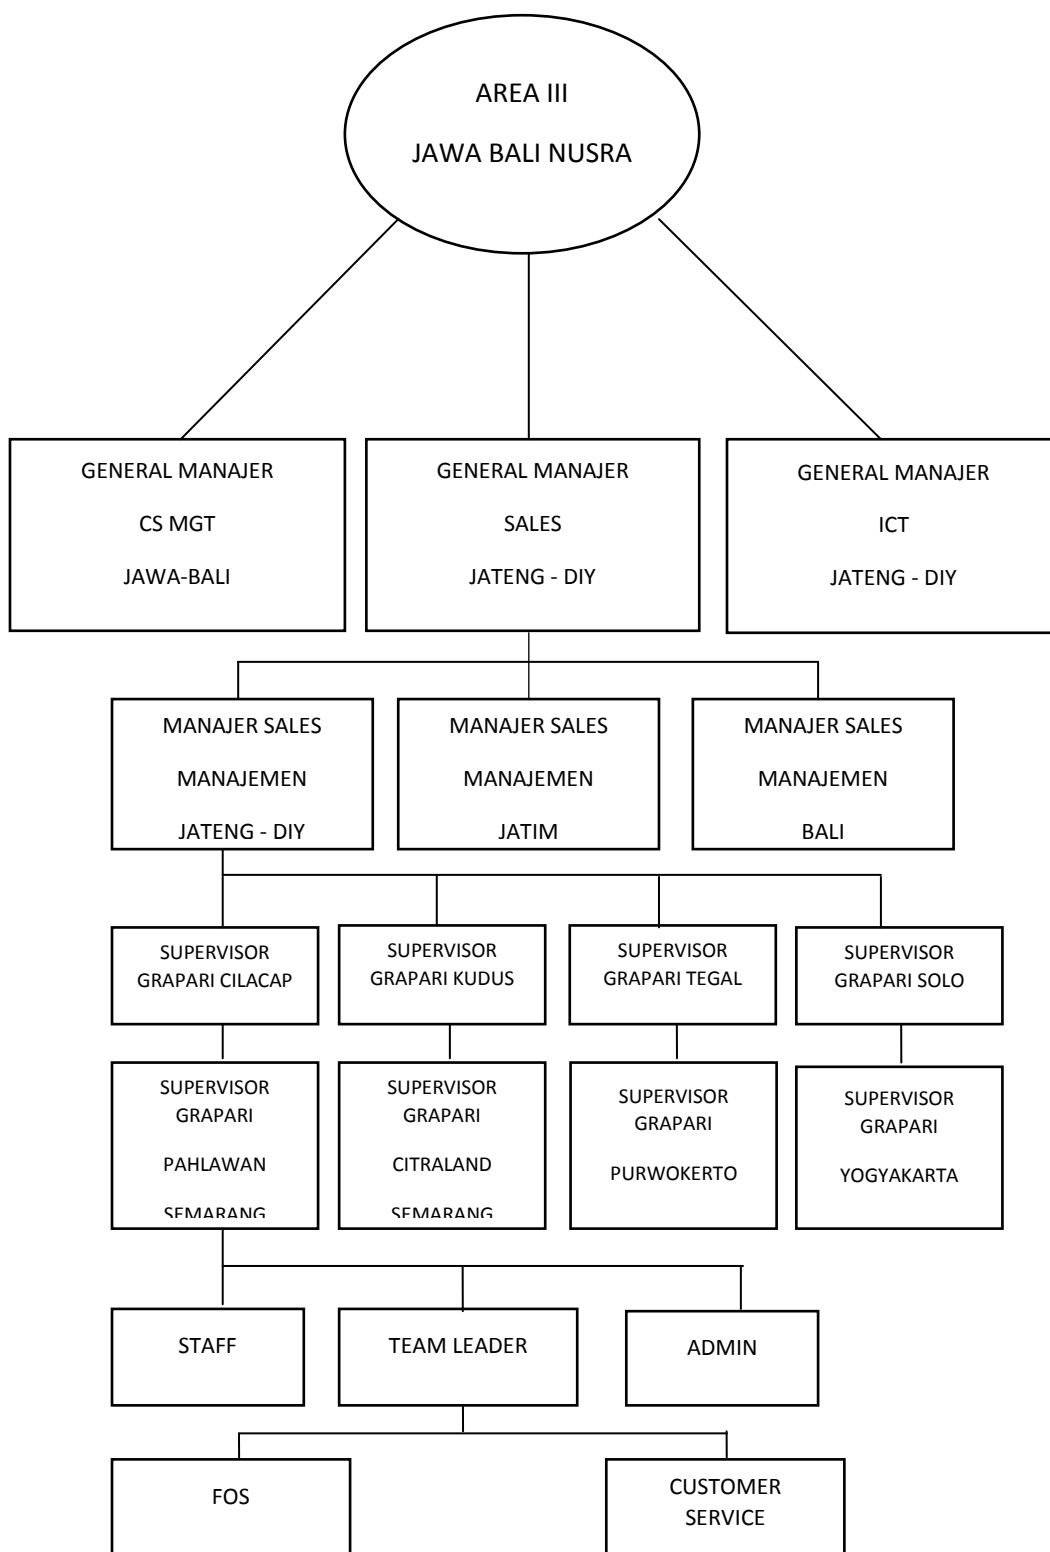 AREA III
JAWA BALI NUSRA
GENERAL MANAJER
CS MGT
JAWA-BALI
GENERAL MANAJER
SALES
JATENG - DIY
GENERAL MANAJER
ICT
JATENG - DIY
MANAJER SALES
MANAJEMEN
JATENG - DIY
MANAJER SALES
MANAJEMEN
JATIM
MANAJER SALES
MANAJEMEN
BALI
SUPERVISOR
GRAPARI CILACAP
SUPERVISOR
GRAPARI KUDUS
SUPERVISOR
GRAPARI TEGAL
SUPERVISOR
GRAPARI SOLO
SUPERVISOR
GRAPARI
PAHLAWAN
SEMARANG
SUPERVISOR
GRAPARI
CITRALAND
SEMARANG
SUPERVISOR
GRAPARI
PURWOKERTO
SUPERVISOR
GRAPARI
YOGYAKARTA
STAFF
TEAM LEADER
ADMIN
FOS
CUSTOMER
SERVICE